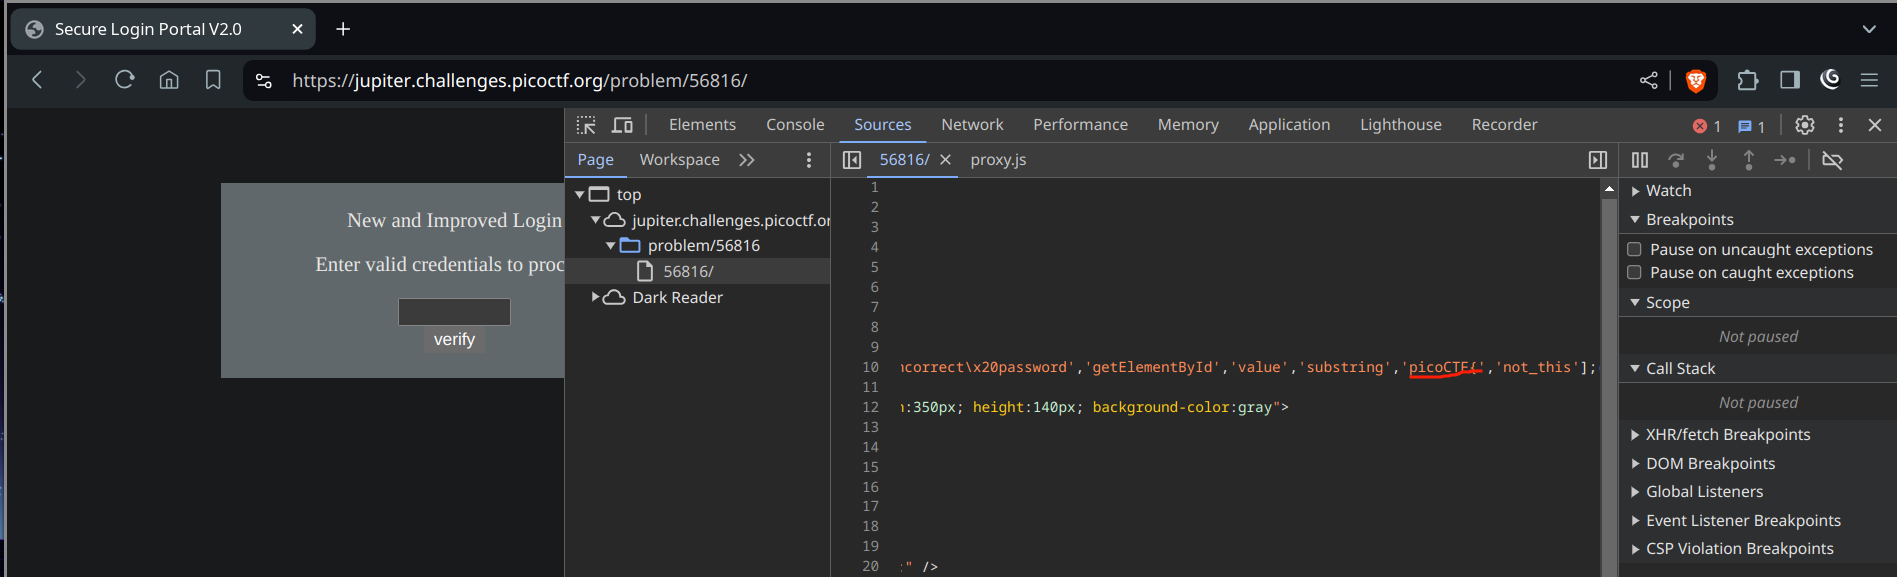 Secure Login Portal V2.0
https://jupiter.challenges.picoctf.org/problem/56816/
Elements Console Sources Network Performance Memory Application Lighthouse Recorder 1 1
Page Workspace
56816/ proxy.js
New and Improved Login
Enter valid credentials to proc
verify
top
jupiter.challenges.picoctf.or
problem/56816
56816/
Dark Reader
1
2
3
4
5
6
7
8
9
10 ncorrect\x20password','getElementById','value','substring','picoCTF{','not_this'];
11
12 h:350px; height:140px; background-color:gray">
13
14
15
16
17
18
19
20 ;" />
Watch
Breakpoints
Pause on uncaught exceptions
Pause on caught exceptions
Scope
Not paused
Call Stack
Not paused
XHR/fetch Breakpoints
DOM Breakpoints
Global Listeners
Event Listener Breakpoints
CSP Violation Breakpoints